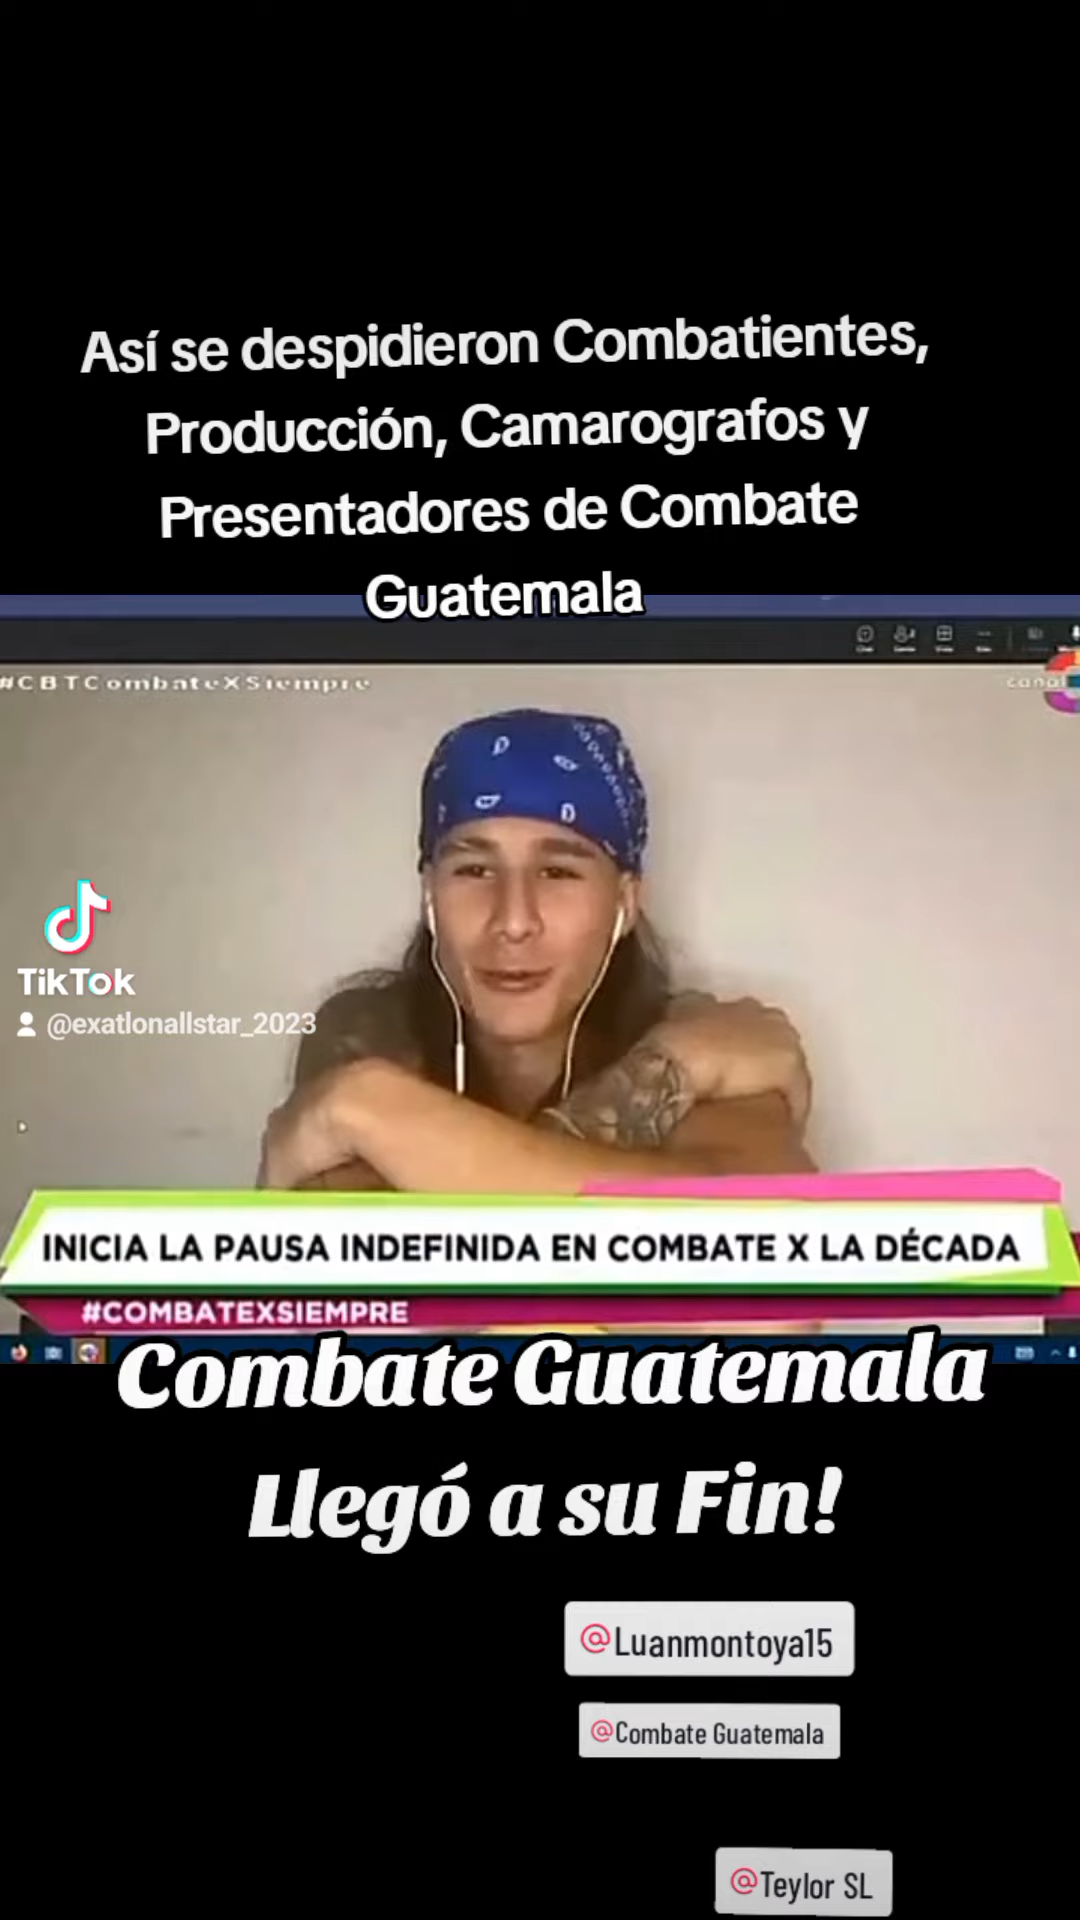 Así se despidieron Combatientes,
Producción, Camarografos y
Presentadores de Combate
Guatemala
#CBTCombateXSiempre
canal
TikTok
@exatlonallstar_2023
INICIA LA PAUSA INDEFINIDA EN COMBATE X LA DÉCADA
#COMBATEXSIEMPRE
Combate Guatemala
Llegó a su Fin!
@Luanmontoya15
@Combate Guatemala
@Teylor SL